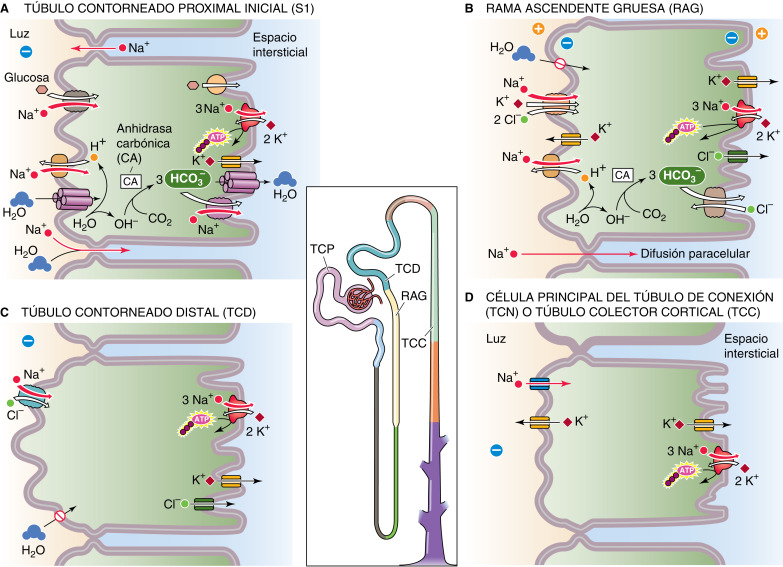 A TÚBULO CONTORNEADO PROXIMAL INICIAL (S1)
Luz
Na⁺
Espacio
intersticial
Glucosa
Na⁺
3 Na⁺
ATP
2 K⁺
Anhidrasa
carbónica
(CA)
H⁺
K⁺
CA
3 HCO₃⁻
Na⁺
H₂O
H₂O
H₂O
OH⁻
CO₂
Na⁺
Na⁺
H₂O
B RAMA ASCENDENTE GRUESA (RAG)
+
+
H₂O
Na⁺
K⁺
2 Cl⁻
K⁺
3 Na⁺
ATP
2 K⁺
K⁺
Cl⁻
Na⁺
H⁺
CA
3 HCO₃⁻
H₂O
OH⁻
CO₂
Cl⁻
Na⁺
Difusión paracelular
TCP
TCD
RAG
TCC
C TÚBULO CONTORNEADO DISTAL (TCD)
Na⁺
Cl⁻
3 Na⁺
ATP
2 K⁺
K⁺
Cl⁻
H₂O
D CÉLULA PRINCIPAL DEL TÚBULO DE CONEXIÓN
(TCN) O TÚBULO COLECTOR CORTICAL (TCC)
Luz
Espacio
intersticial
Na⁺
K⁺
K⁺
3 Na⁺
ATP
2 K⁺